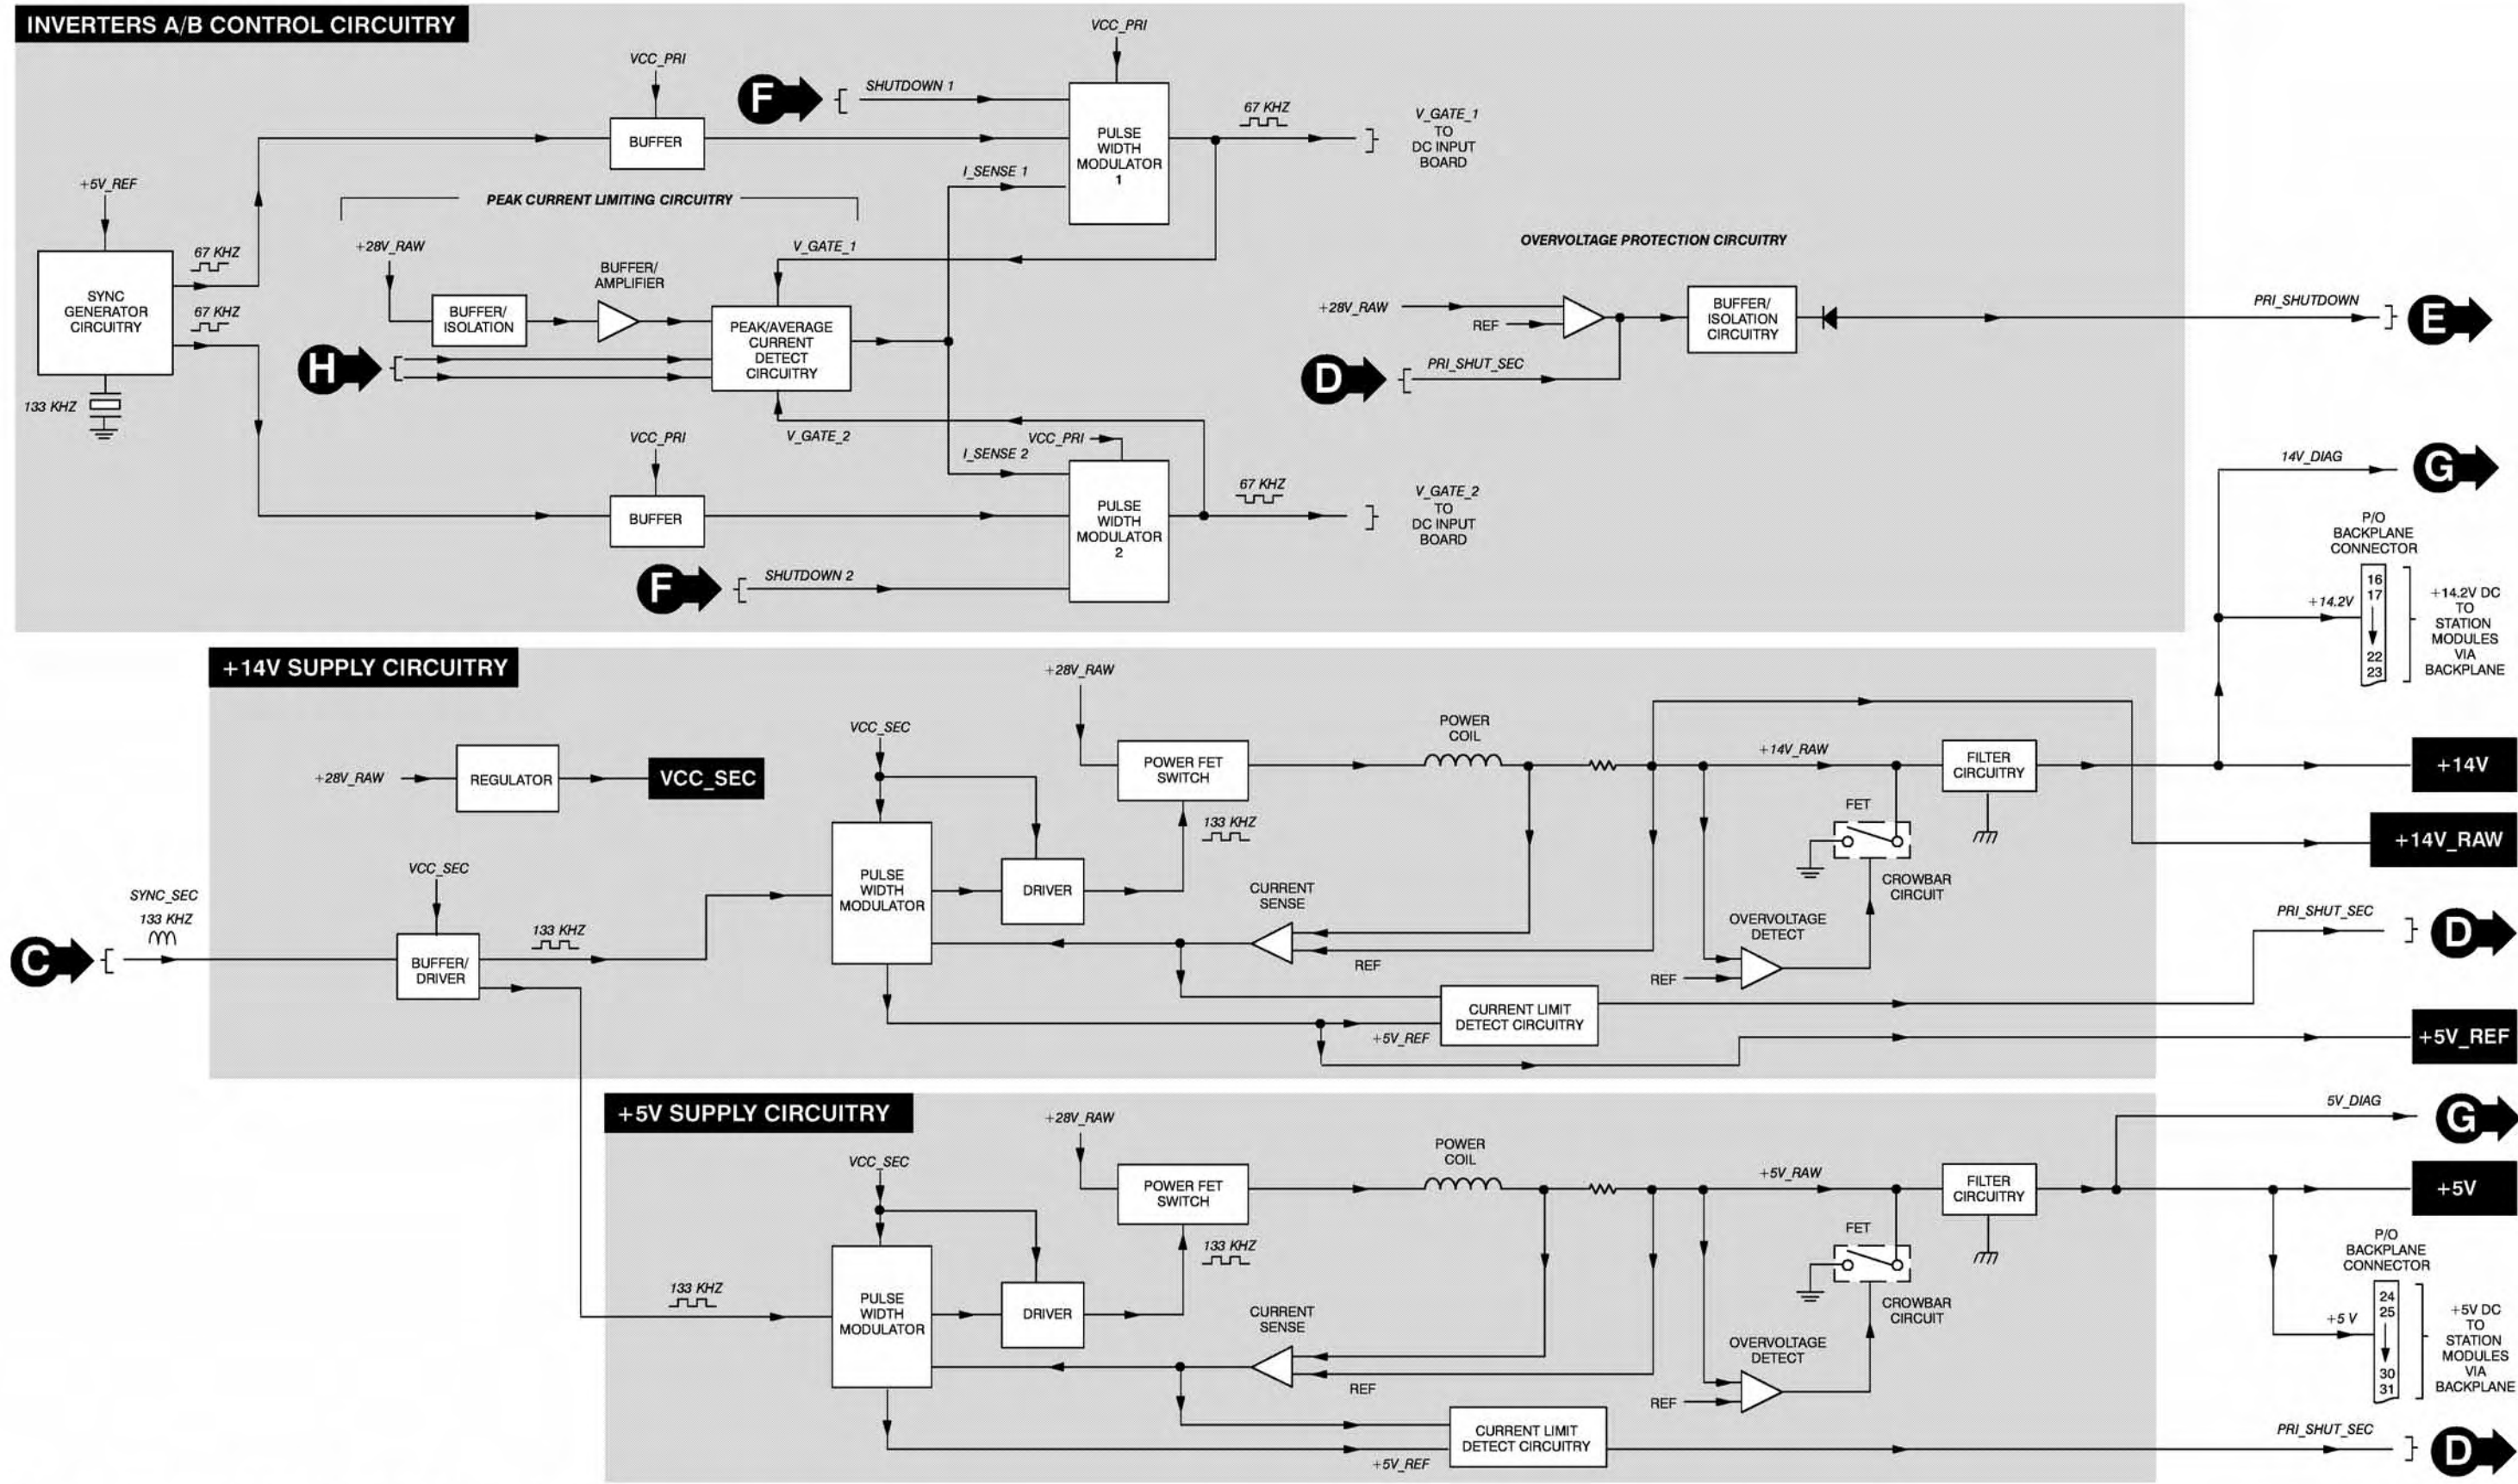 INVERTERS A/B CONTROL CIRCUITRY
VCC_PRI
VCC_PRI
F
SHUTDOWN 1
BUFFER
PULSE
WIDTH
MODULATOR
1
67 KHZ
V_GATE_1
TO
DC INPUT
BOARD
+5V_REF
I_SENSE 1
PEAK CURRENT LIMITING CIRCUITRY
67 KHZ
+28V_RAW
V_GATE_1
OVERVOLTAGE PROTECTION CIRCUITRY
SYNC
GENERATOR
CIRCUITRY
67 KHZ
BUFFER/
ISOLATION
BUFFER/
AMPLIFIER
PEAK/AVERAGE
CURRENT
DETECT
CIRCUITRY
+28V_RAW
REF
BUFFER/
ISOLATION
CIRCUITRY
PRI_SHUTDOWN
E
H
D
PRI_SHUT_SEC
133 KHZ
VCC_PRI
V_GATE_2
VCC_PRI
I_SENSE 2
BUFFER
PULSE
WIDTH
MODULATOR
2
67 KHZ
V_GATE_2
TO
DC INPUT
BOARD
F
SHUTDOWN 2
14V_DIAG
G
P/O
BACKPLANE
CONNECTOR
+14.2V
16
17
22
23
+14.2V DC
TO
STATION
MODULES
VIA
BACKPLANE
+14V SUPPLY CIRCUITRY
+28V_RAW
VCC_SEC
+28V_RAW
REGULATOR
VCC_SEC
POWER FET
SWITCH
POWER
COIL
+14V_RAW
FILTER
CIRCUITRY
+14V
133 KHZ
FET
CROWBAR
CIRCUIT
+14V_RAW
SYNC_SEC
133 KHZ
C
VCC_SEC
BUFFER/
DRIVER
133 KHZ
PULSE
WIDTH
MODULATOR
DRIVER
CURRENT
SENSE
REF
OVERVOLTAGE
DETECT
REF
PRI_SHUT_SEC
D
CURRENT LIMIT
DETECT CIRCUITRY
+5V_REF
+5V_REF
+5V SUPPLY CIRCUITRY
+28V_RAW
VCC_SEC
POWER FET
SWITCH
POWER
COIL
+5V_RAW
FILTER
CIRCUITRY
5V_DIAG
G
+5V
133 KHZ
133 KHZ
PULSE
WIDTH
MODULATOR
DRIVER
FET
CROWBAR
CIRCUIT
CURRENT
SENSE
REF
OVERVOLTAGE
DETECT
REF
P/O
BACKPLANE
CONNECTOR
+5 V
24
25
30
31
+5V DC
TO
STATION
MODULES
VIA
BACKPLANE
CURRENT LIMIT
DETECT CIRCUITRY
+5V_REF
PRI_SHUT_SEC
D